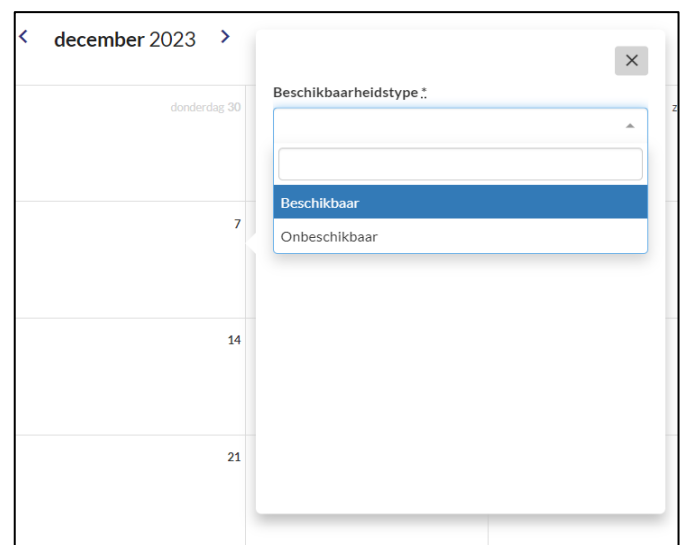 december 2023
Beschikbaarheidstype *
donderdag 30
Beschikbaar
7
Onbeschikbaar
14
21